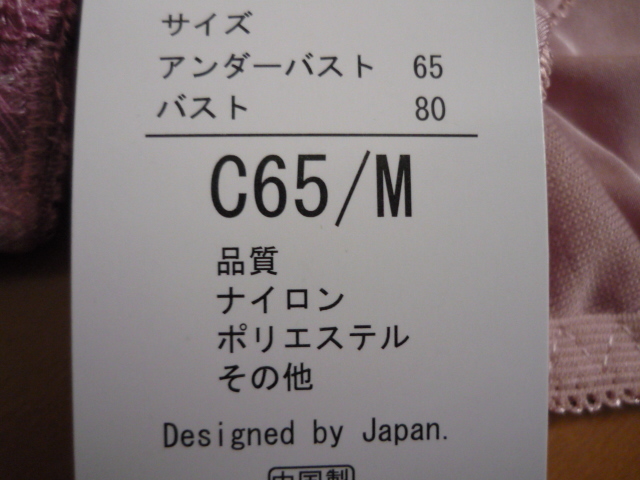 サイズ
アンダーバスト 65
バスト 80
C65/M
品質
ナイロン
ポリエステル
その他
Designed by Japan.
中国製